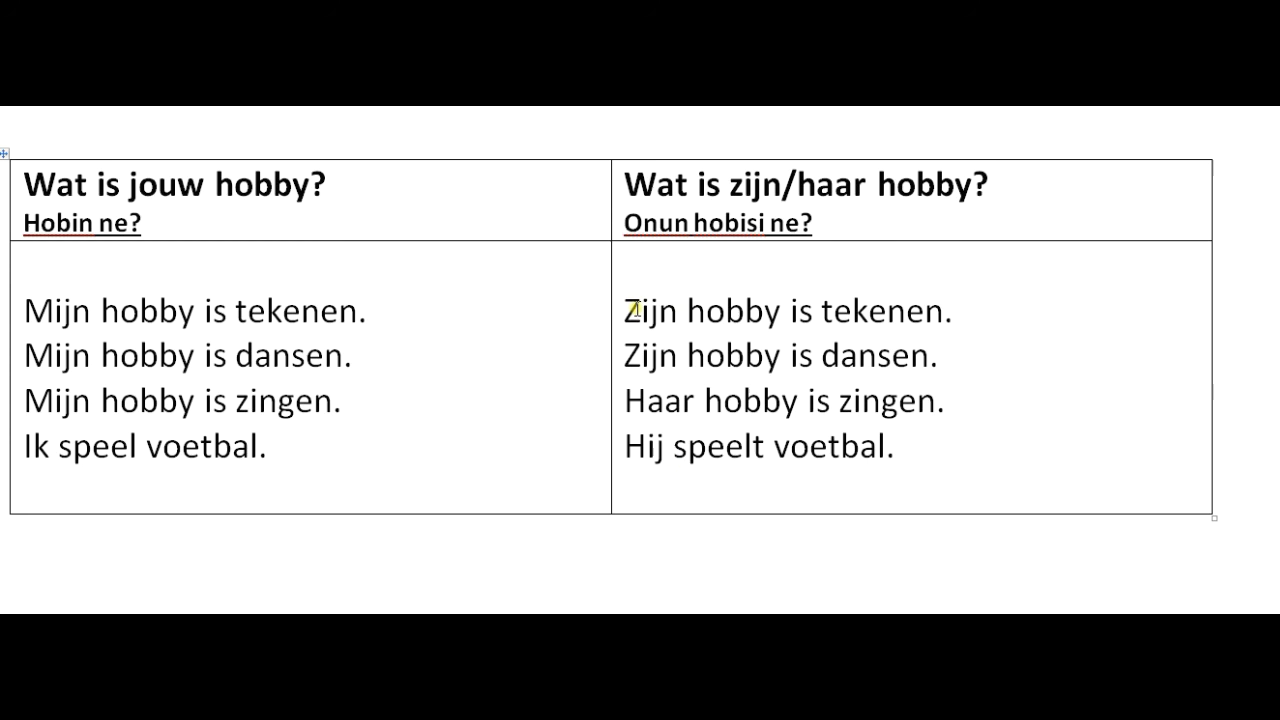 Wat is jouw hobby?
Hobin ne?
Mijn hobby is tekenen.
Mijn hobby is dansen.
Mijn hobby is zingen.
Ik speel voetbal.
Wat is zijn/haar hobby?
Onun hobisi ne?
Zijn hobby is tekenen.
Zijn hobby is dansen.
Haar hobby is zingen.
Hij speelt voetbal.